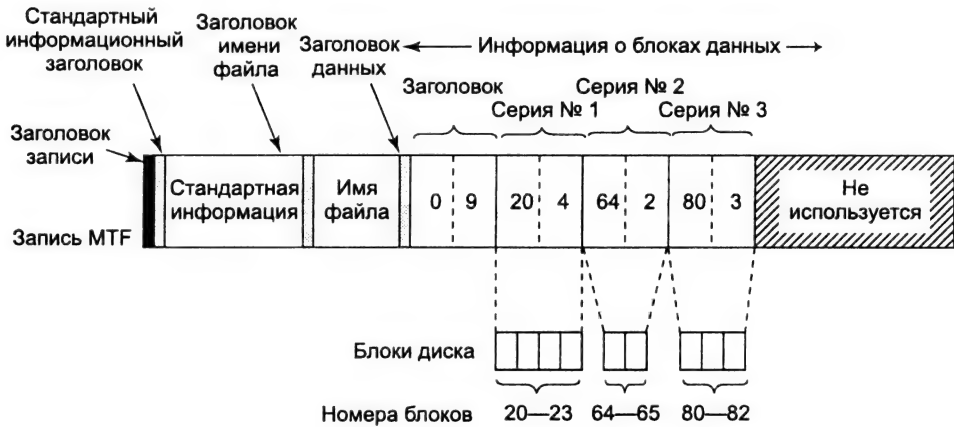 Стандартный
информационный
заголовок
Заголовок
имени
файла
Заголовок
данных
Информация о блоках данных
Заголовок
Серия № 1
Серия № 2
Серия № 3
Заголовок
записи
Запись MTF
Стандартная
информация
Имя
файла
0 9 20 4 64 2 80 3
Не
используется
Блоки диска
Номера блоков 20—23 64—65 80—82